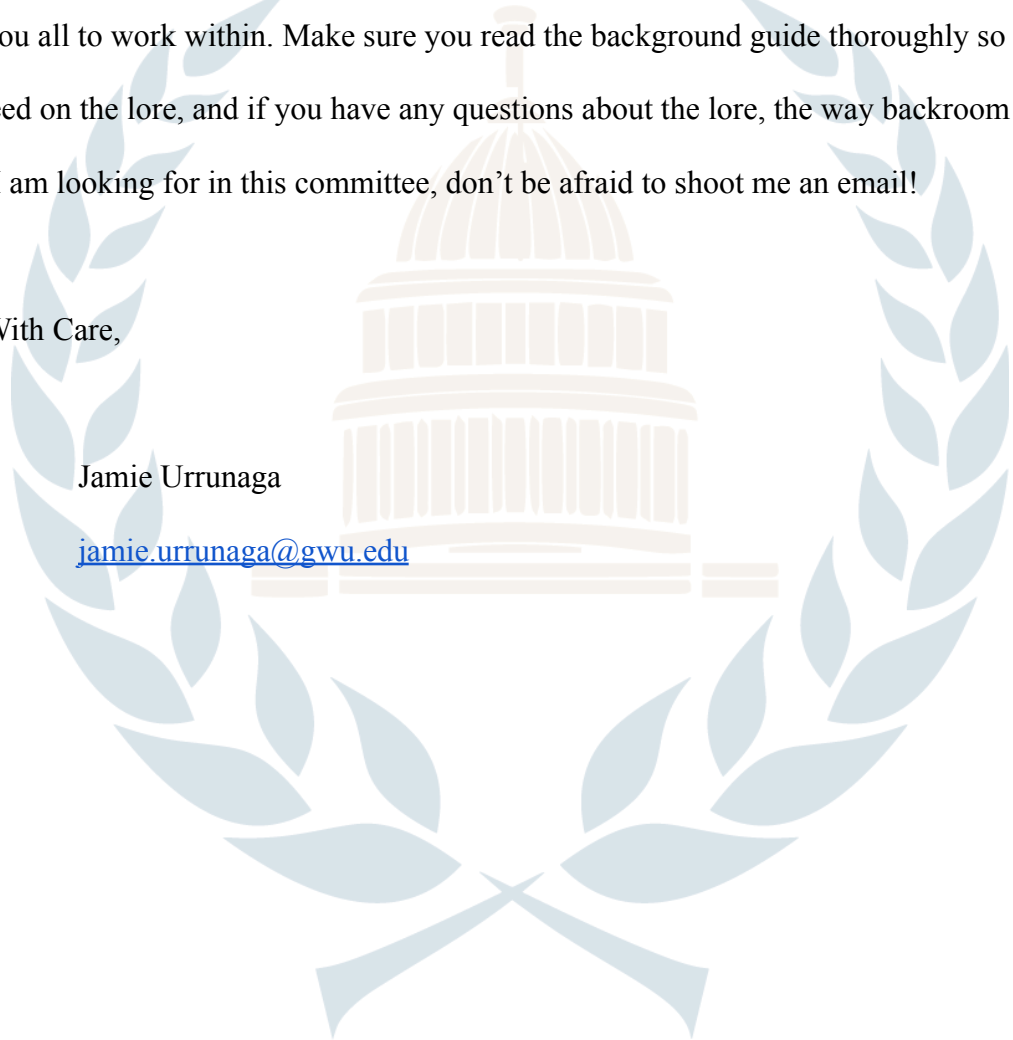 ou all to work within. Make sure you read the background guide thoroughly so
eed on the lore, and if you have any questions about the lore, the way backroom
I am looking for in this committee, don’t be afraid to shoot me an email!
With Care,
Jamie Urrunaga
jamie.urrunaga@gwu.edu